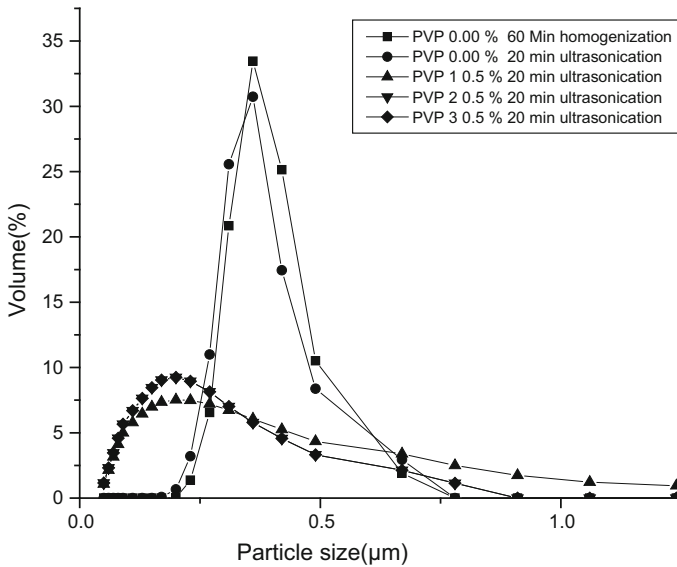 PVP 0.00 % 60 Min homogenization
PVP 0.00 % 20 min ultrasonication
PVP 1 0.5 % 20 min ultrasonication
PVP 2 0.5 % 20 min ultrasonication
PVP 3 0.5 % 20 min ultrasonication
35
30
25
20
15
10
5
0
Volume(%)
0.0
0.5
1.0
Particle size(μm)